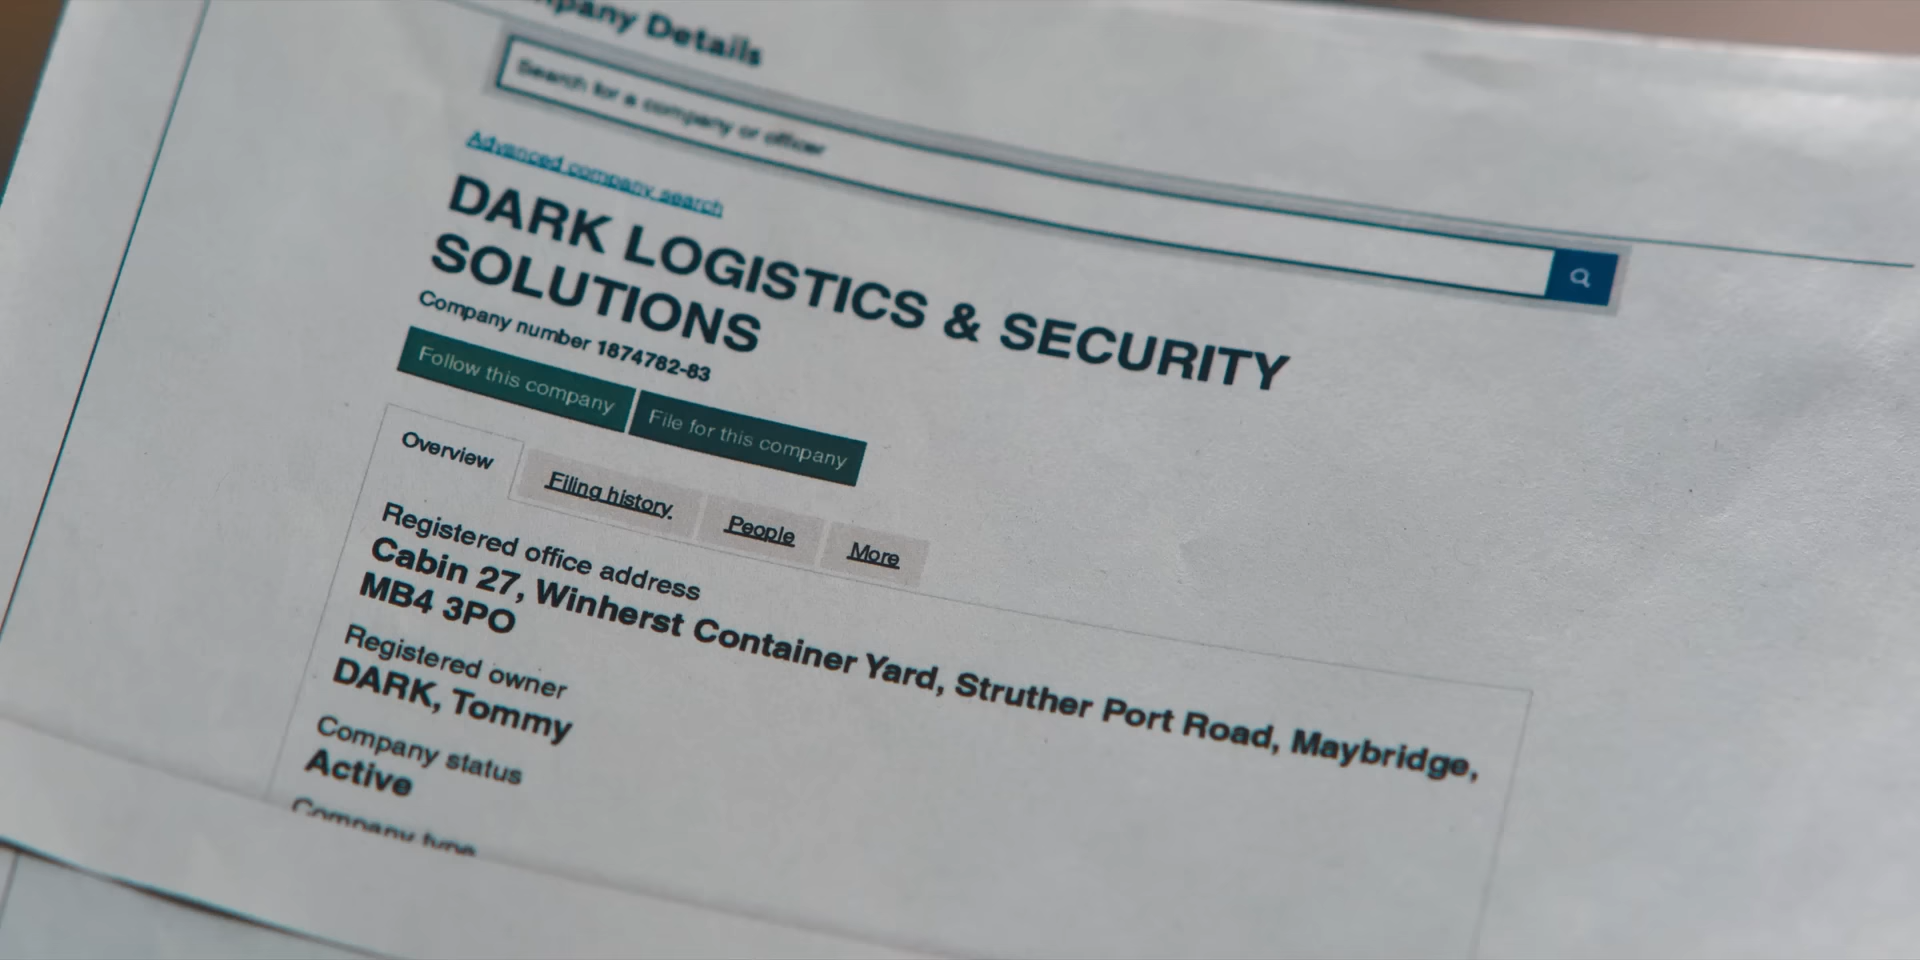 mpany Details
Search for a company or officer
Advanced company search
DARK LOGISTICS & SECURITY
SOLUTIONS
Company number 1874782-83
Follow this company
File for this company
Overview
Filing history
People
More
Registered office address
Cabin 27, Winherst Container Yard, Struther Port Road, Maybridge,
MB4 3PO
Registered owner
DARK, Tommy
Company status
Active
Company type